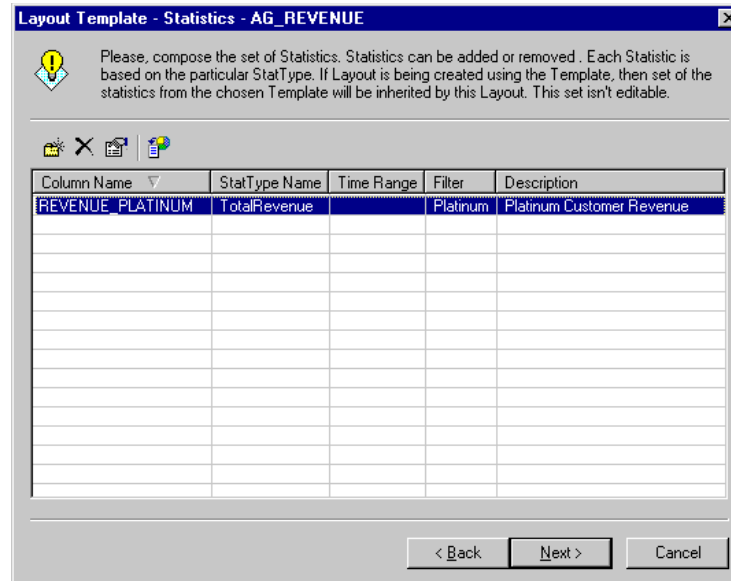 Layout Template - Statistics - AG_REVENUE
Please, compose the set of Statistics. Statistics can be added or removed . Each Statistic is
based on the particular StatType. If Layout is being created using the Template, then set of the
statistics from the chosen Template will be inherited by this Layout. This set isn't editable.
Column Name StatType Name Time Range Filter Description
REVENUE_PLATINUM TotalRevenue Platinum Platinum Customer Revenue
< Back Next > Cancel